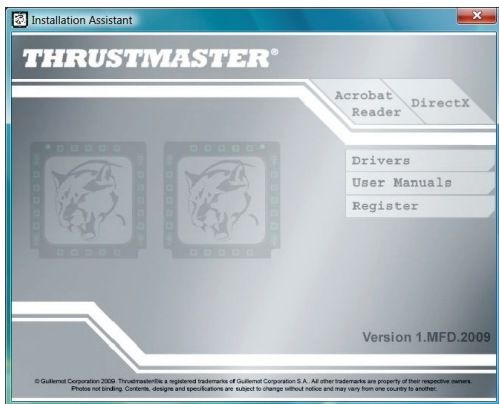 Installation Assistant
THRUSTMASTER®
Acrobat
Reader
DirectX
Drivers
User Manuals
Register
Version 1.MFD.2009
© Guillemot Corporation 2009. Thrustmaster®is a registered trademarks of Guillemot Corporation S.A.. All other trademarks are property of their respective owners.
Photos not binding. Contents, designs and specifications are subject to change without notice and may vary from one country to another.